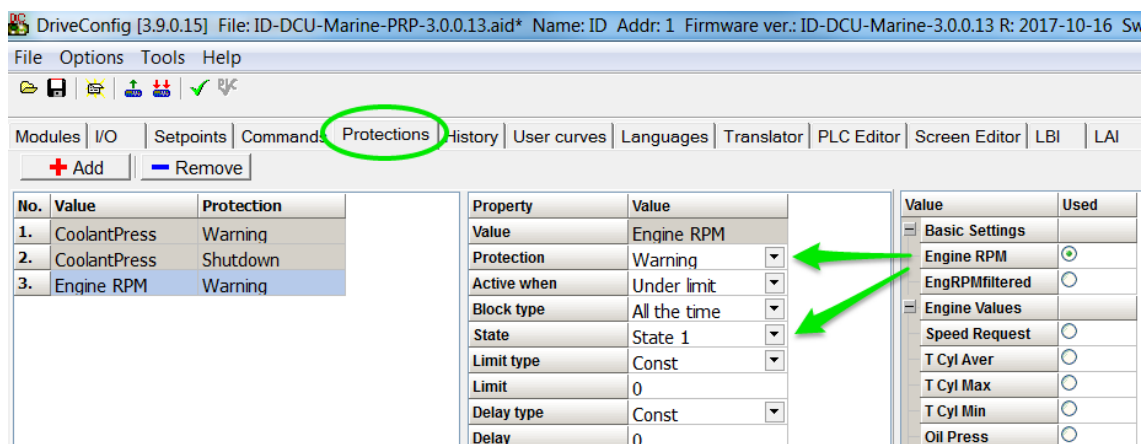 DriveConfig [3.9.0.15] File: ID-DCU-Marine-PRP-3.0.0.13.aid* Name: ID Addr: 1 Firmware ver.: ID-DCU-Marine-3.0.0.13 R: 2017-10-16 Sw
File Options Tools Help
Modules I/O Setpoints Commands Protections History User curves Languages Translator PLC Editor Screen Editor LBI LAI
Add Remove
No. Value Protection
1. CoolantPress Warning
2. CoolantPress Shutdown
3. Engine RPM Warning
Property Value
Value Engine RPM
Protection Warning
Active when Under limit
Block type All the time
State State 1
Limit type Const
Limit 0
Delay type Const
Delay 0
Value Used
Basic Settings
Engine RPM
EngRPMfiltered
Engine Values
Speed Request
T Cyl Aver
T Cyl Max
T Cyl Min
Oil Press